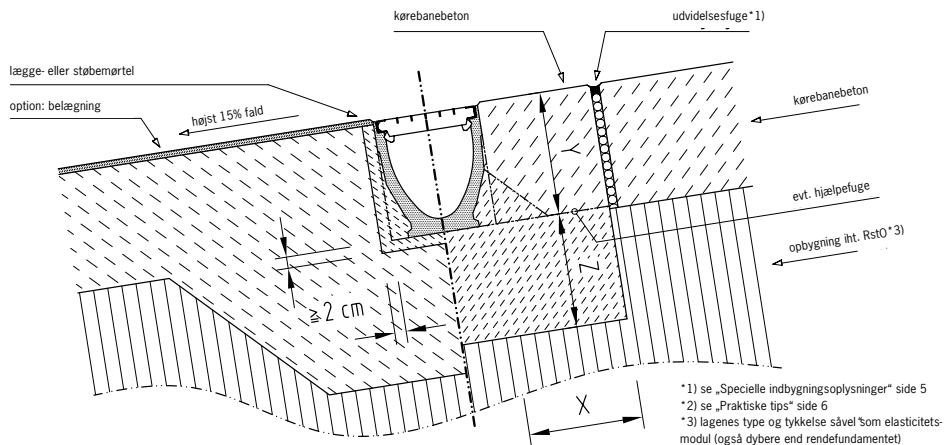 kørebanebeton
udvidelsesfuge*1)
lægge- eller støbemørtel
option: belægning
højst 15% fald
kørebanebeton
Y
evt. hjælpefuge
opbygning iht. RstO*3)
Z
≧2 cm
X
*1) se „Specielle indbygningsoplysninger“ side 5
*2) se „Praktiske tips“ side 6
*3) lagenes type og tykkelse såvel som elasticitets-
modul (også dybere end rendefundamentet)